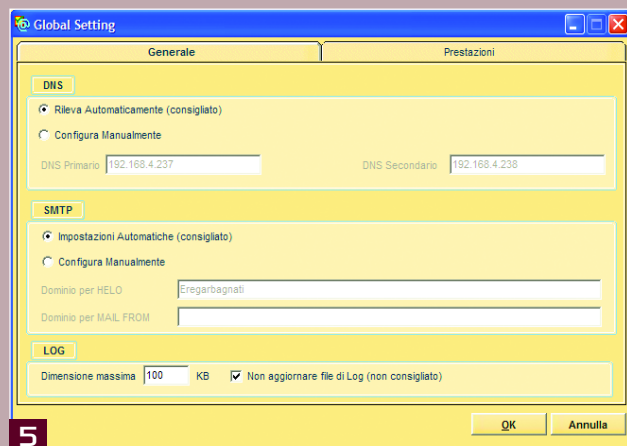 Global Setting
Generale Prestazioni
DNS
Rileva Automaticamente (consigliato)
Configura Manualmente
DNS Primario 192.168.4.237 DNS Secondario 192.168.4.238
SMTP
Impostazioni Automatiche (consigliato)
Configura Manualmente
Dominio per HELO Eregarbagnati
Dominio per MAIL FROM
LOG
Dimensione massima 100 KB Non aggiornare file di Log (non consigliato)
OK Annulla
5